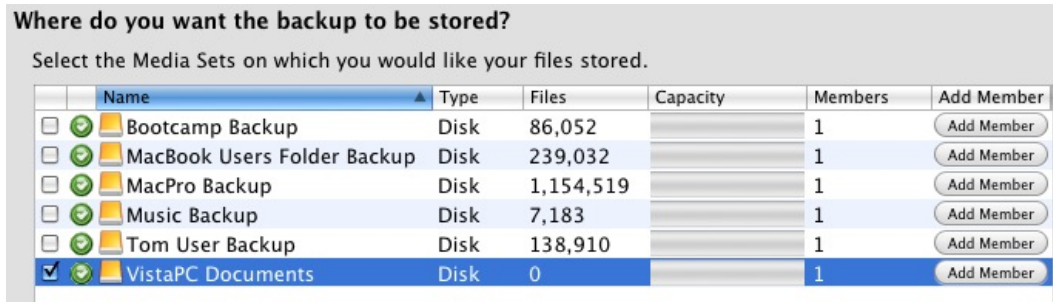 Where do you want the backup to be stored?
Select the Media Sets on which you would like your files stored.
Name Type Files Capacity Members Add Member
Bootcamp Backup Disk 86,052 1 Add Member
MacBook Users Folder Backup Disk 239,032 1 Add Member
MacPro Backup Disk 1,154,519 1 Add Member
Music Backup Disk 7,183 1 Add Member
Tom User Backup Disk 138,910 1 Add Member
VistaPC Documents Disk 0 1 Add Member